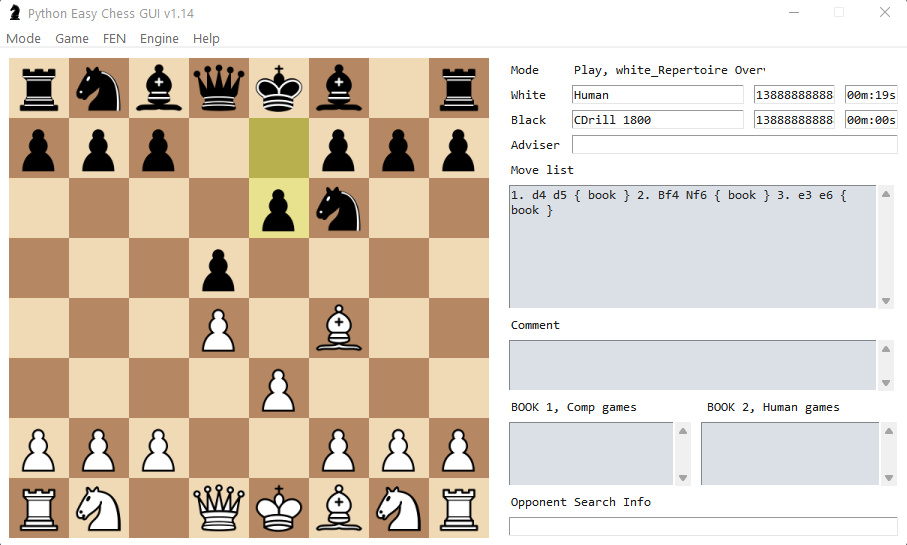 Python Easy Chess GUI v1.14
Mode Game FEN Engine Help
Mode Play, white_Repertoire Over
White Human 13888888888 00m:19s
Black CDrill 1800 13888888888 00m:00s
Adviser
Move list
1. d4 d5 { book } 2. Bf4 Nf6 { book } 3. e3 e6 {
book }
Comment
BOOK 1, Comp games BOOK 2, Human games
Opponent Search Info